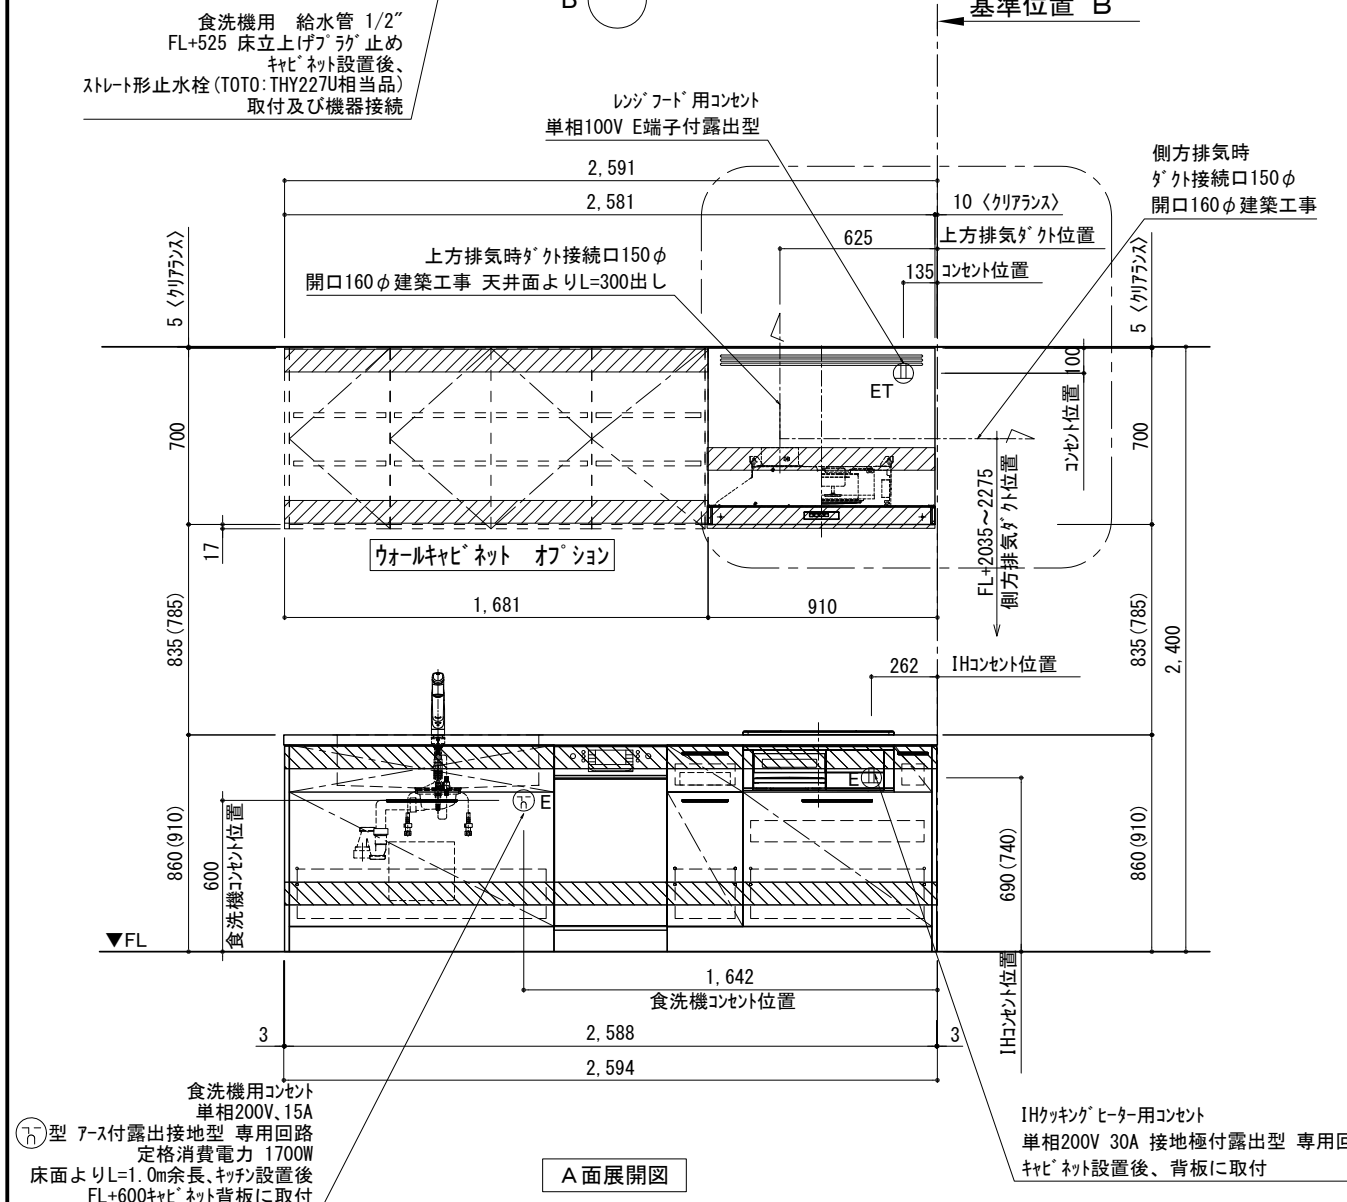 B
基準位置 B
食洗機用 給水管 1/2″
FL+525 床立上げﾌﾟﾗｸﾞ止め
ｷｬﾋﾞﾈｯﾄ設置後、
ｽﾄﾚｰﾄ形止水栓(TOTO:THY227U相当品)
取付及び機器接続
ﾚﾝｼﾞﾌｰﾄﾞ用ｺﾝｾﾝﾄ
単相100V E端子付露出型
側方排気時
ﾀﾞｸﾄ接続口150φ
開口160φ建築工事
2,591
2,581
10 〈ｸﾘｱﾗﾝｽ〉
625
上方排気ﾀﾞｸﾄ位置
135
ｺﾝｾﾝﾄ位置
上方排気時ﾀﾞｸﾄ接続口150φ
開口160φ建築工事 天井面よりL=300出し
5 〈ｸﾘｱﾗﾝｽ〉
5 〈ｸﾘｱﾗﾝｽ〉
100
ｺﾝｾﾝﾄ位置
ET
700
700
17
ウォールキャビネット オプション
FL+2035～2275
側方排気ﾀﾞｸﾄ位置
1,681
910
835(785)
835(785)
2,400
262
IHｺﾝｾﾝﾄ位置
E
E
860(910)
600
食洗機ｺﾝｾﾝﾄ位置
690(740)
860(910)
▼FL
IHｺﾝｾﾝﾄ位置
1,642
食洗機ｺﾝｾﾝﾄ位置
3
2,588
3
2,594
食洗機用ｺﾝｾﾝﾄ
単相200V、15A
型 ｱｰｽ付露出接地型 専用回路
定格消費電力 1700W
床面よりL=1.0m余長、ｷｯﾁﾝ設置後
FL+600ｷｬﾋﾞﾈｯﾄ背板に取付
IHｸｯｷﾝｸﾞﾋｰﾀｰ用ｺﾝｾﾝﾄ
単相200V 30A 接地極付露出型 専用回
ｷｬﾋﾞﾈｯﾄ設置後、背板に取付
A面展開図